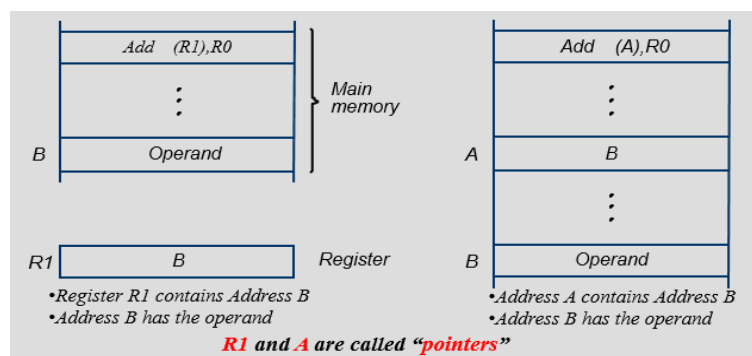 Add (R1),R0
Main
memory
B Operand
R1 B Register
•Register R1 contains Address B
•Address B has the operand
Add (A),R0
A B
B Operand
•Address A contains Address B
•Address B has the operand
R1 and A are called “pointers”